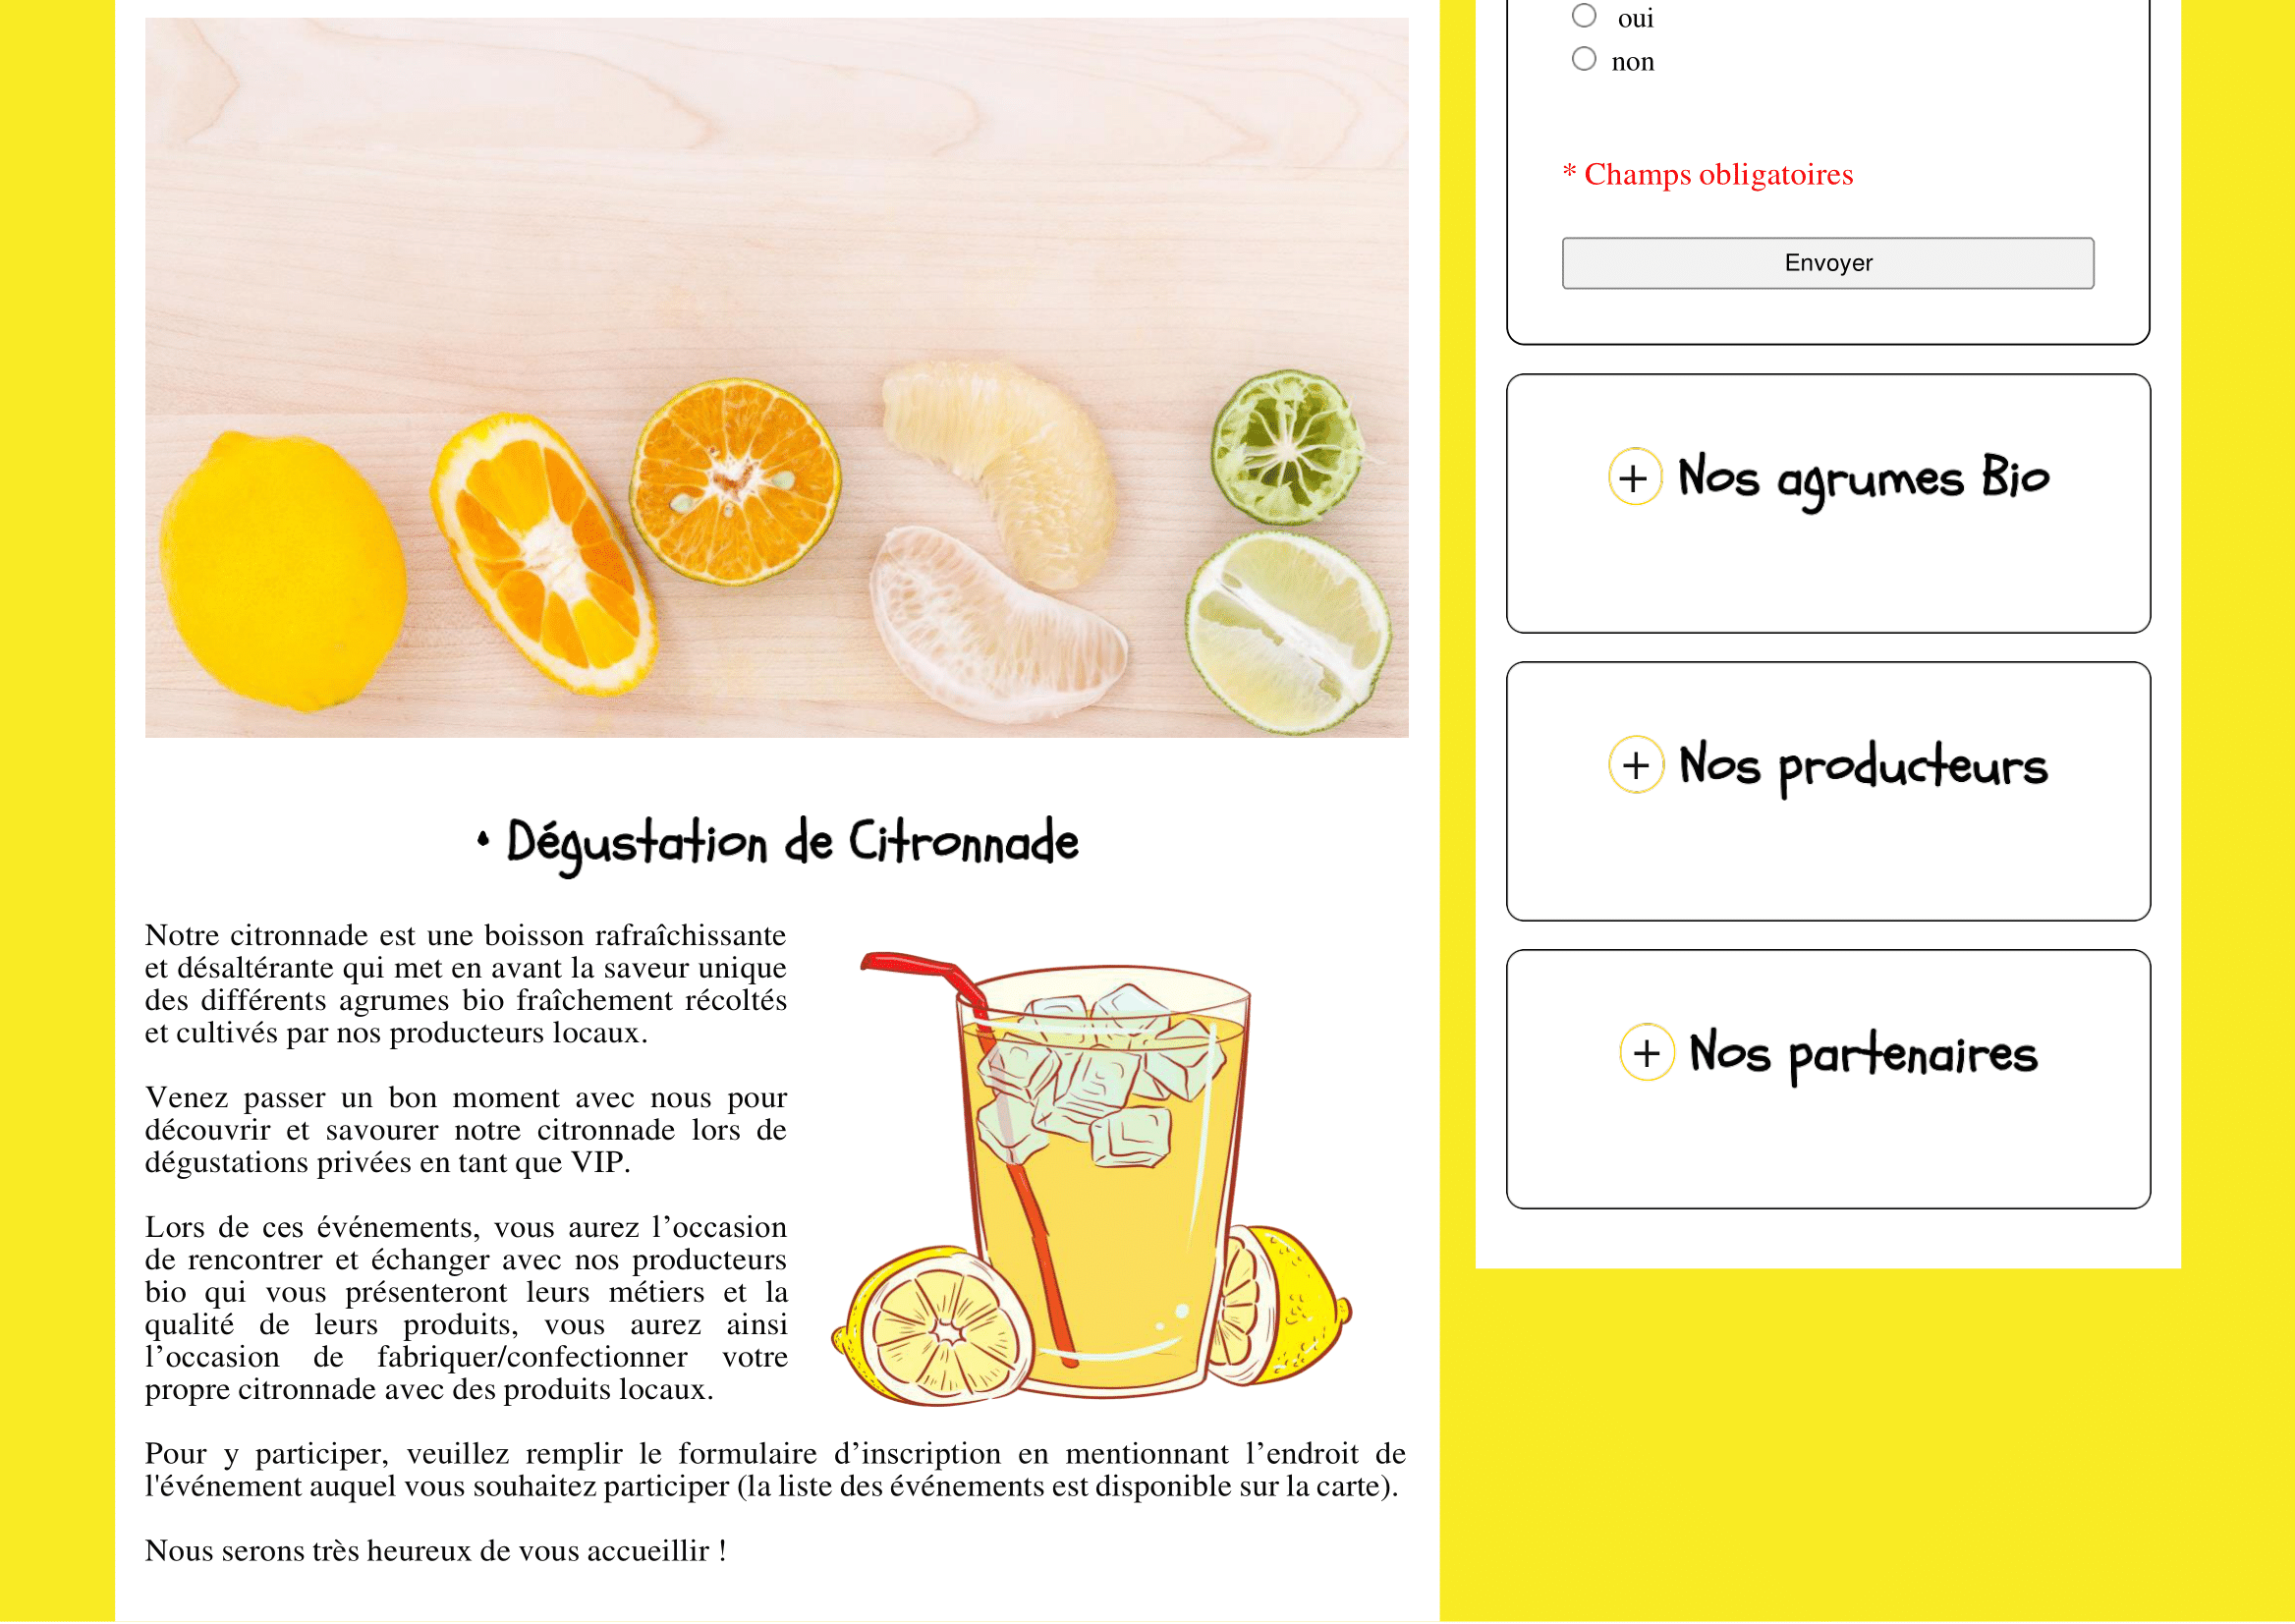 oui
non
* Champs obligatoires
Envoyer
+ Nos agrumes Bio
+ Nos producteurs
+ Nos partenaires
• Dégustation de Citronnade
Notre citronnade est une boisson rafraîchissante
et désaltérante qui met en avant la saveur unique
des différents agrumes bio fraîchement récoltés
et cultivés par nos producteurs locaux.
Venez passer un bon moment avec nous pour
découvrir et savourer notre citronnade lors de
dégustations privées en tant que VIP.
Lors de ces événements, vous aurez l’occasion
de rencontrer et échanger avec nos producteurs
bio qui vous présenteront leurs métiers et la
qualité de leurs produits, vous aurez ainsi
l’occasion de fabriquer/confectionner votre
propre citronnade avec des produits locaux.
Pour y participer, veuillez remplir le formulaire d’inscription en mentionnant l’endroit de
l'événement auquel vous souhaitez participer (la liste des événements est disponible sur la carte).
Nous serons très heureux de vous accueillir !